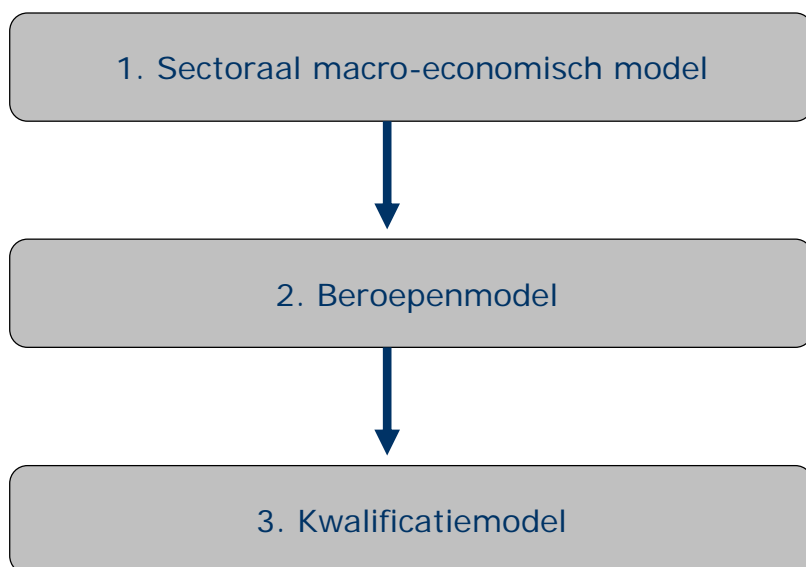 1. Sectoraal macro-economisch model
2. Beroepenmodel
3. Kwalificatiemodel